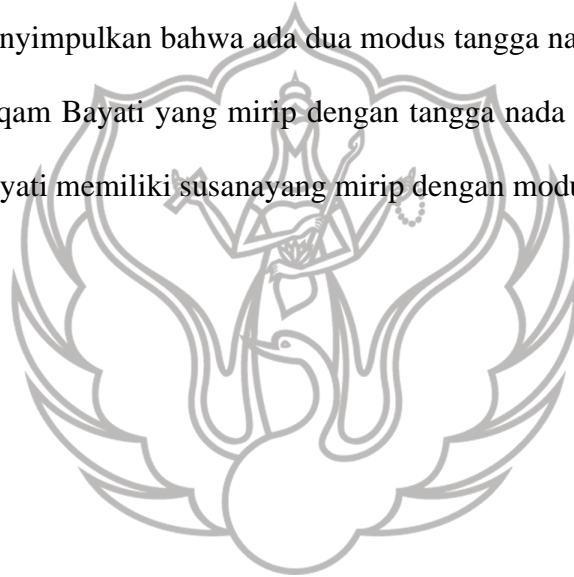 nyimpulkan bahwa ada dua modus tangga na
qam Bayati yang mirip dengan tangga nada
yati memiliki susanayang mirip dengan modu